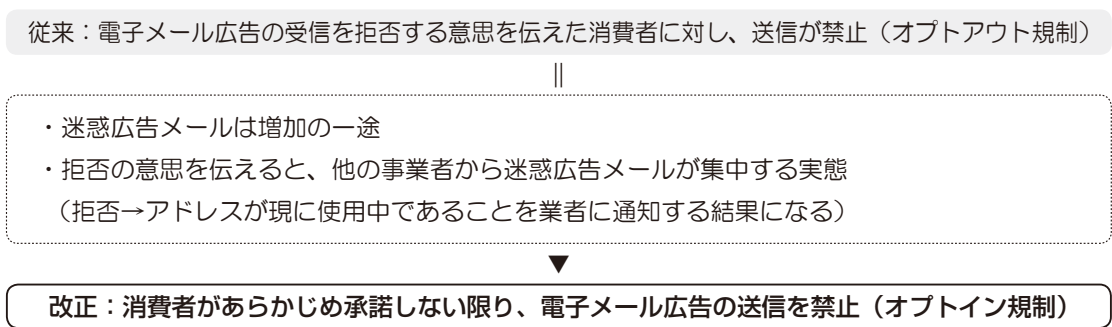 従来：電子メール広告の受信を拒否する意思を伝えた消費者に対し、送信が禁止（オプトアウト規制）
||
・迷惑広告メールは増加の一途
・拒否の意思を伝えると、他の事業者から迷惑広告メールが集中する実態
（拒否→アドレスが現に使用中であることを業者に通知する結果になる）
▼
改正：消費者があらかじめ承諾しない限り、電子メール広告の送信を禁止（オプトイン規制）